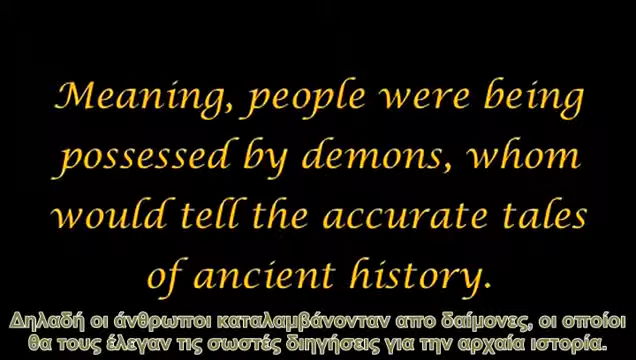 Meaning, people were being
possessed by demons, whom
would tell the accurate tales
of ancient history.
Δηλαδή οι άνθρωποι καταλαμβάνονταν απο δαίμονες, οι οποίοι
θα τους έλεγαν τις σωστές διηγήσεις για την αρχαία ιστορία.